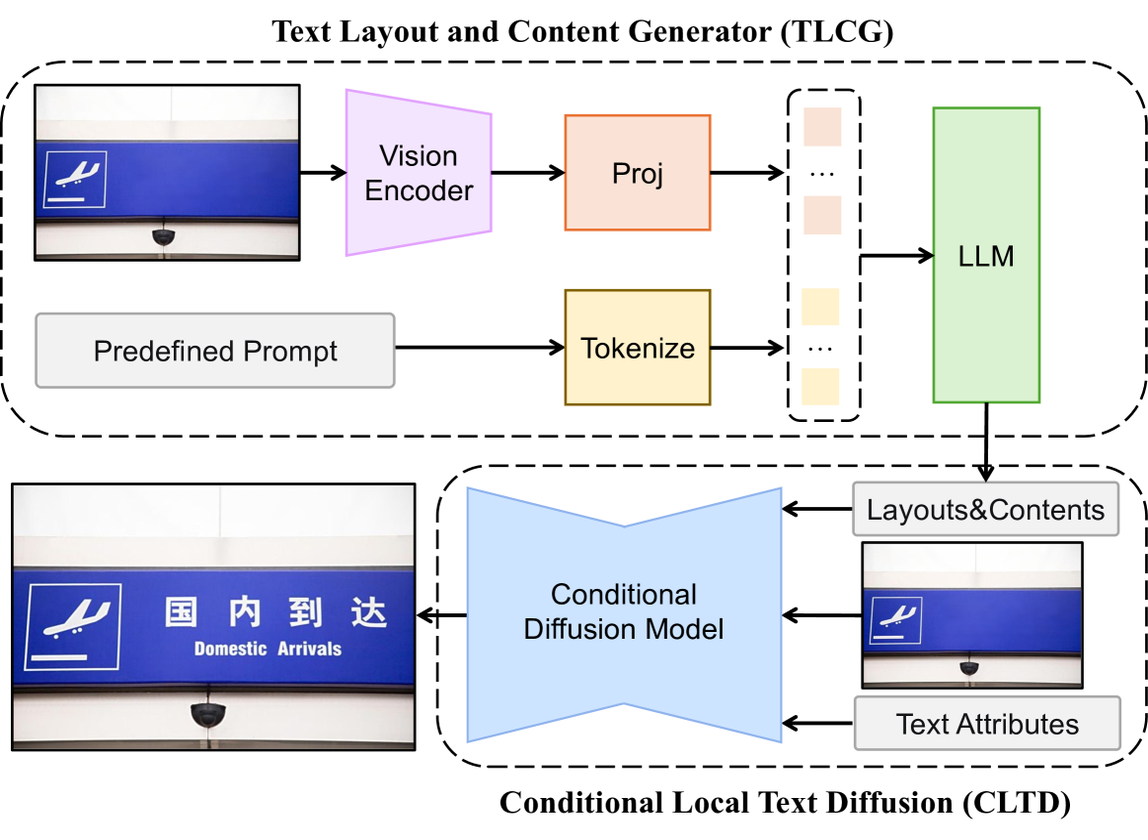 Text Layout and Content Generator (TLCG)
Vision
Encoder
Proj
...
LLM
Predefined Prompt
Tokenize
...
Layouts&Contents
国 内 到 达
Domestic Arrivals
Conditional
Diffusion Model
Text Attributes
Conditional Local Text Diffusion (CLTD)